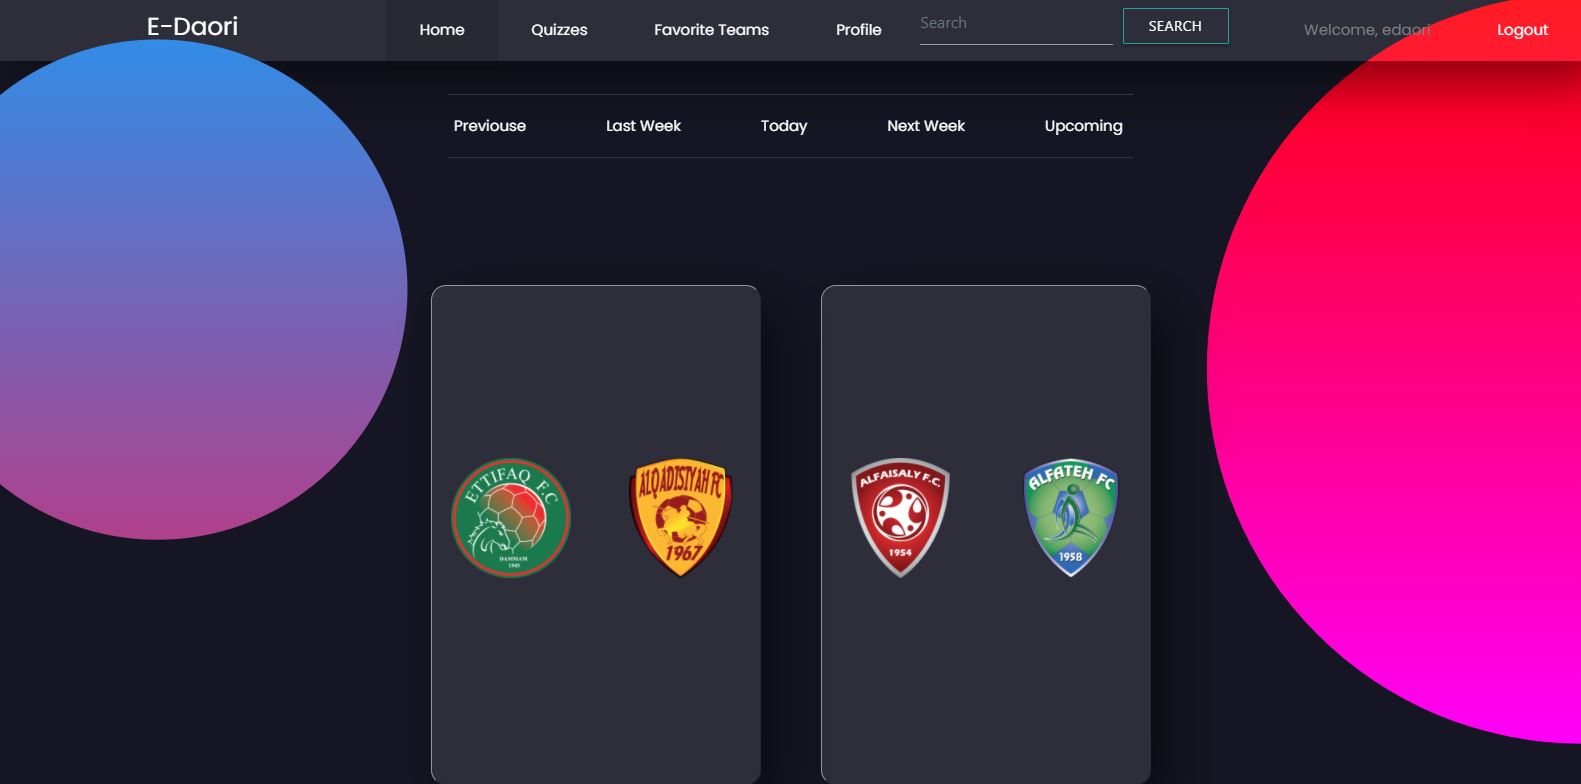 E-Daori
Home
Quizzes
Favorite Teams
Profile
Search
SEARCH
Welcome, edaori
Logout
Previouse
Last Week
Today
Next Week
Upcoming
ETTIFAQ F.C
DAMMAM
1945
ALQADISIYAH FC
1967
ALFAISALY F.C.
1954
ALFATEH FC
1958